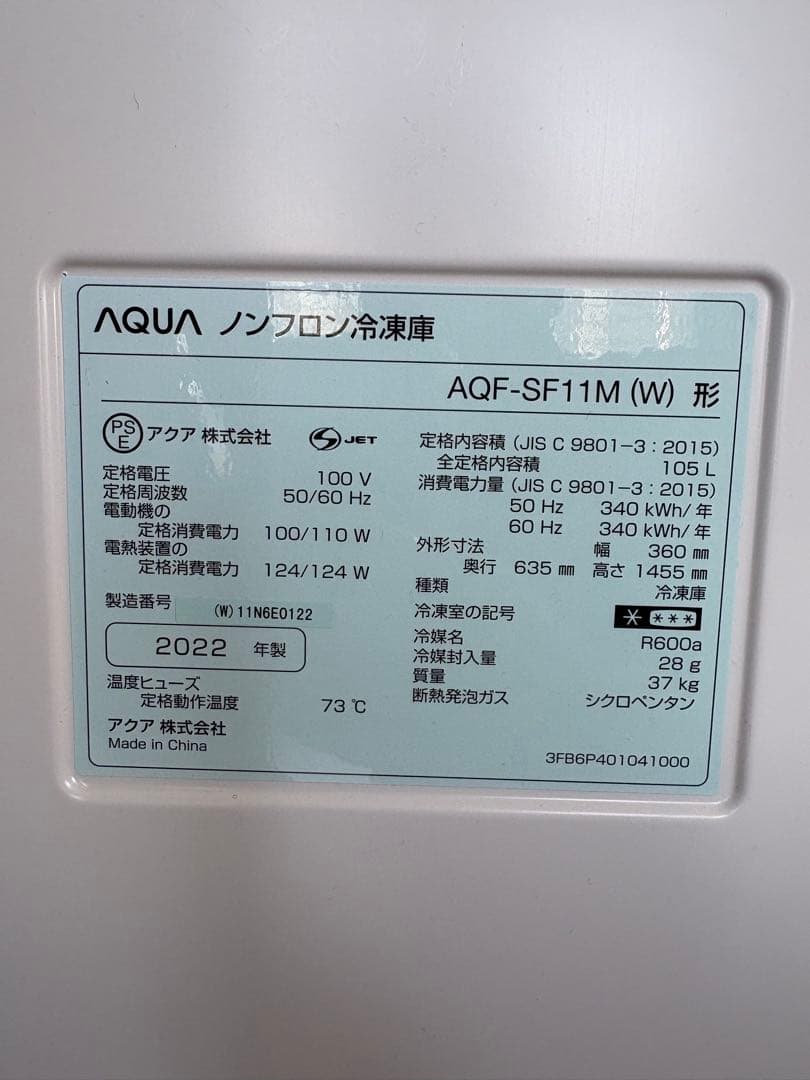 AQUA ノンフロン冷凍庫
AQF-SF11M (W) 形
PS
E
アクア 株式会社
S JET
定格電圧 100 V
定格周波数 50/60 Hz
電動機の
定格消費電力 100/110 W
電熱装置の
定格消費電力 124/124 W
製造番号 (W)11N6E0122
2022 年製
温度ヒューズ
定格動作温度 73 ℃
アクア 株式会社
Made in China
定格内容積 (JIS C 9801-3 : 2015)
全定格内容積 105 L
消費電力量 (JIS C 9801-3 : 2015)
50 Hz 340 kWh/年
60 Hz 340 kWh/年
外形寸法 幅 360 ㎜
奥行 635 ㎜ 高さ 1455 ㎜
種類 冷凍庫
冷凍室の記号 * ***
冷媒名 R600a
冷媒封入量 28 g
質量 37 kg
断熱発泡ガス シクロペンタン
3FB6P401041000